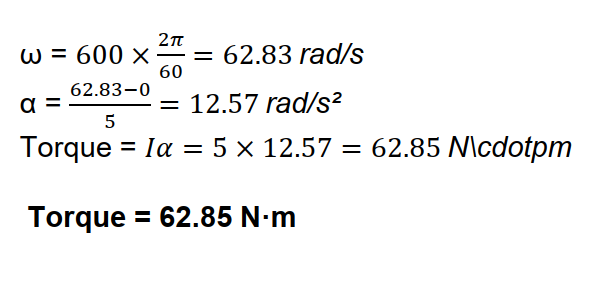 ω = 600 × 2π/60 = 62.83 rad/s
α = 62.83−0/5 = 12.57 rad/s²
Torque = Iα = 5 × 12.57 = 62.85 N\cdotpm
Torque = 62.85 N·m